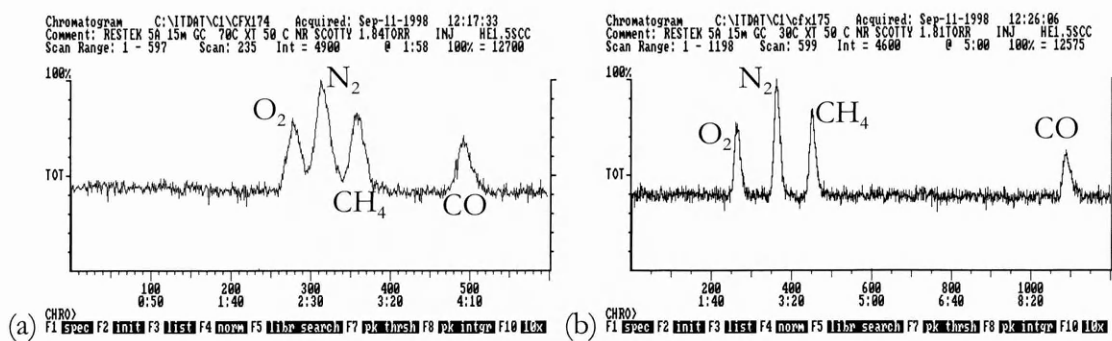 Chromatogram C:\ITDAT\C1\CFX174 Acquired: Sep-11-1998 12:17:33
Comment: RESTEK 5A 15m GC 70C XT 50 C NR SCOTTY 1.84TORR INJ HE1.5SCC
Scan Range: 1 - 597 Scan: 235 Int = 4900 @ 1:58 100% = 12700
100%
N2
O2
TOT
CH4
CO
100 200 300 400 500
0:50 1:40 2:30 3:20 4:10
CHRO>
(a) F1 spec F2 init F3 list F4 norm F5 libr search F7 pk thrsh F8 pk intgr F10 10x
Chromatogram C:\ITDAT\C1\cfx175 Acquired: Sep-11-1998 12:26:06
Comment: RESTEK 5A 15m GC 30C XT 50 C NR SCOTTY 1.81TORR INJ HE1.5SCC
Scan Range: 1 - 1198 Scan: 599 Int = 4600 @ 5:00 100% = 12575
100%
N2
CH4
O2
CO
TOT
200 400 600 800 1000
1:40 3:20 5:00 6:40 8:20
CHRO>
(b) F1 spec F2 init F3 list F4 norm F5 libr search F7 pk thrsh F8 pk intgr F10 10x